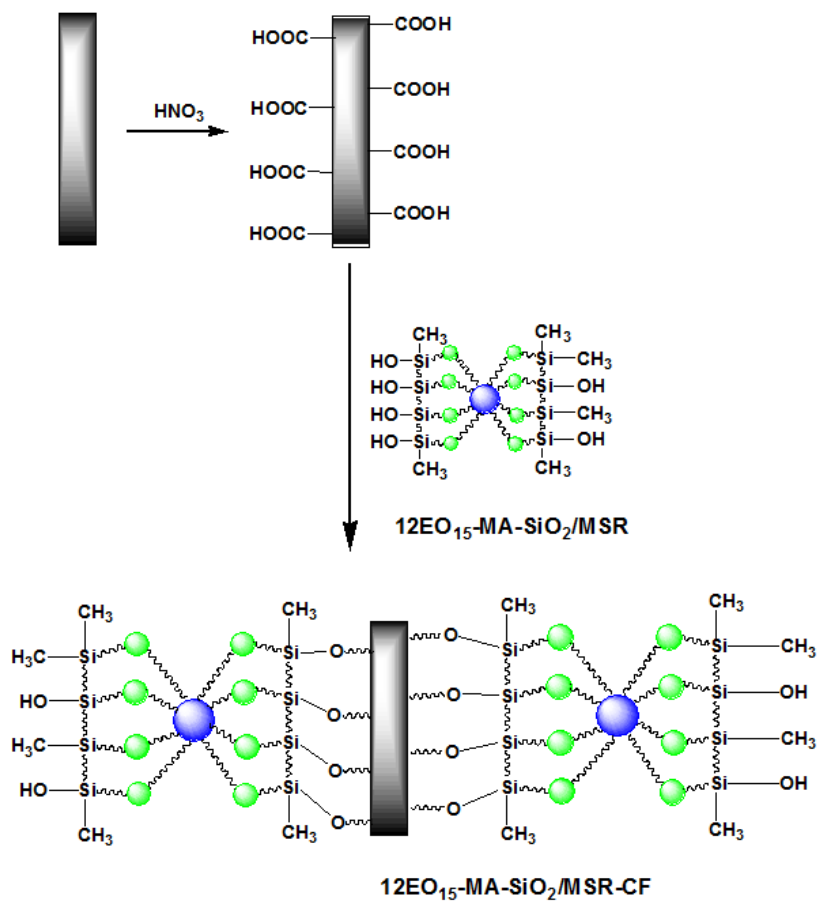 COOH
HOOC
HNO3
COOH
HOOC
COOH
HOOC
COOH
HOOC
CH3 CH3
HO Si Si CH3
HO Si Si OH
HO Si Si CH3
HO Si Si OH
CH3 CH3
12EO15-MA-SiO2/MSR
CH3 CH3 CH3 CH3
H3C Si Si O O Si Si CH3
HO Si Si O O Si Si OH
H3C Si Si O O Si Si CH3
HO Si Si O O Si Si OH
CH3 CH3 CH3 CH3
12EO15-MA-SiO2/MSR-CF